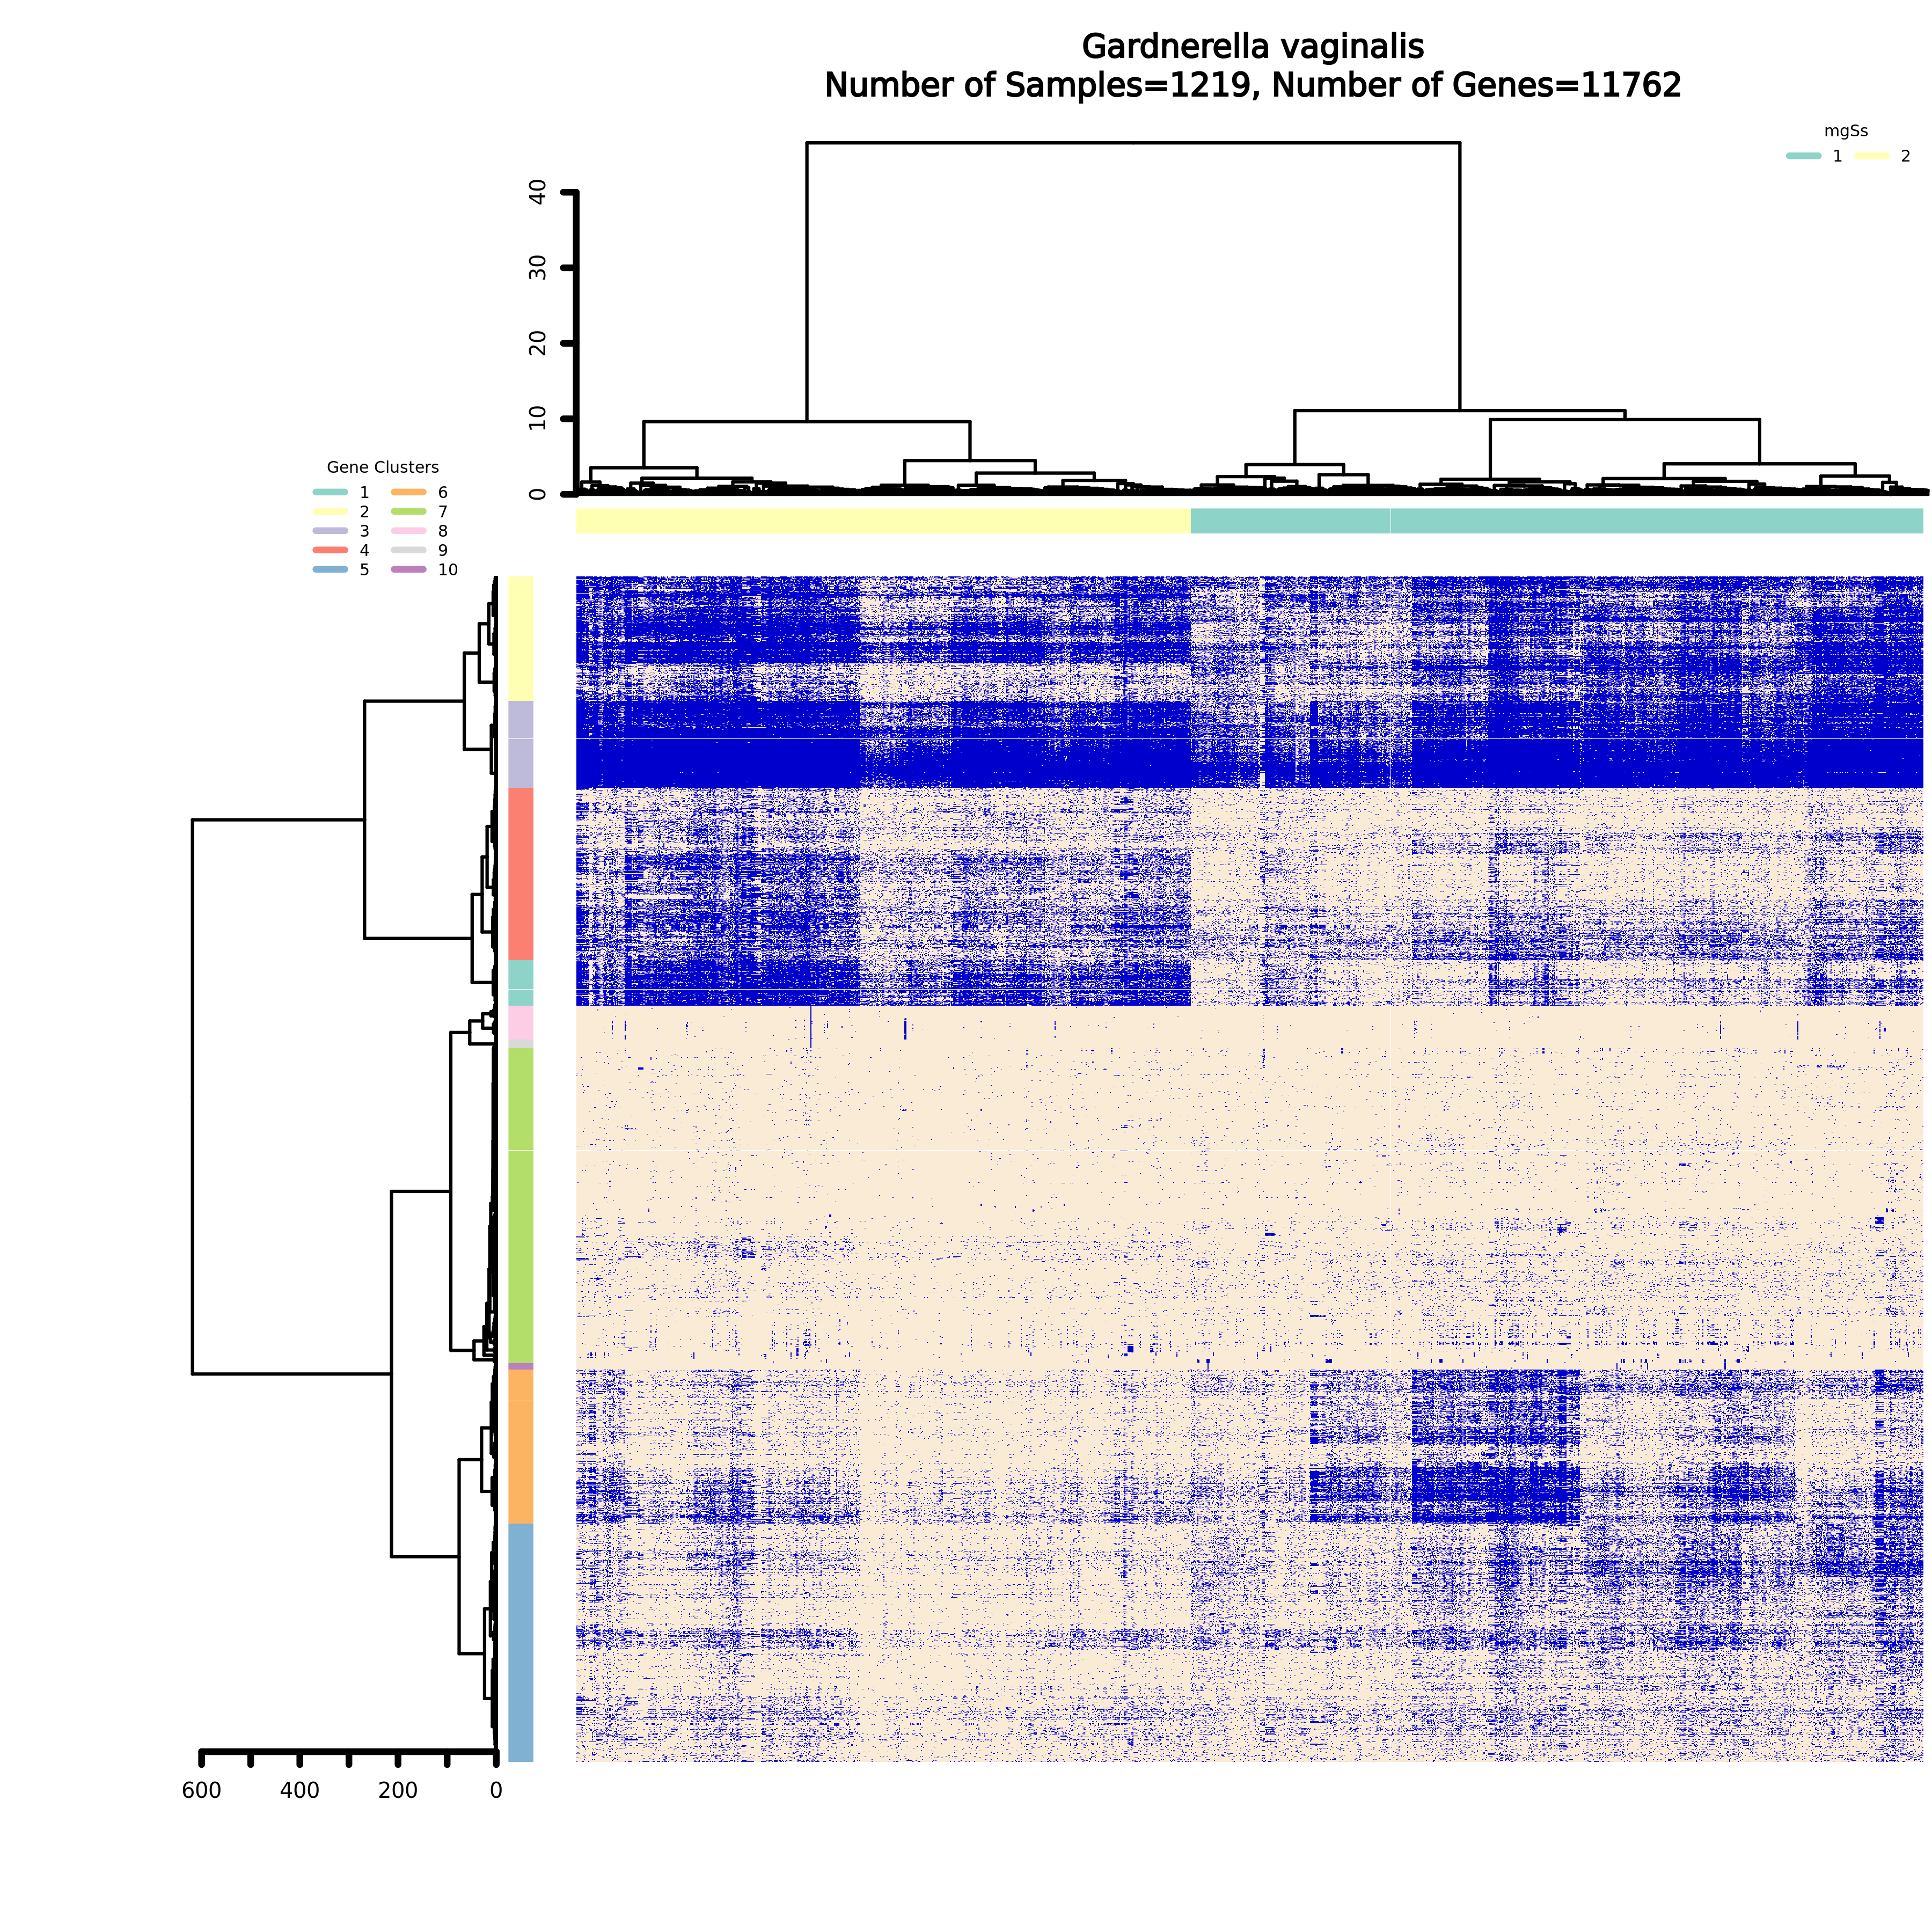 Gardnerella vaginalis
Number of Samples=1219, Number of Genes=11762
mgSs
1 2
40
30
20
10
0
Gene Clusters
1 6
2 7
3 8
4 9
5 10
600 400 200 0